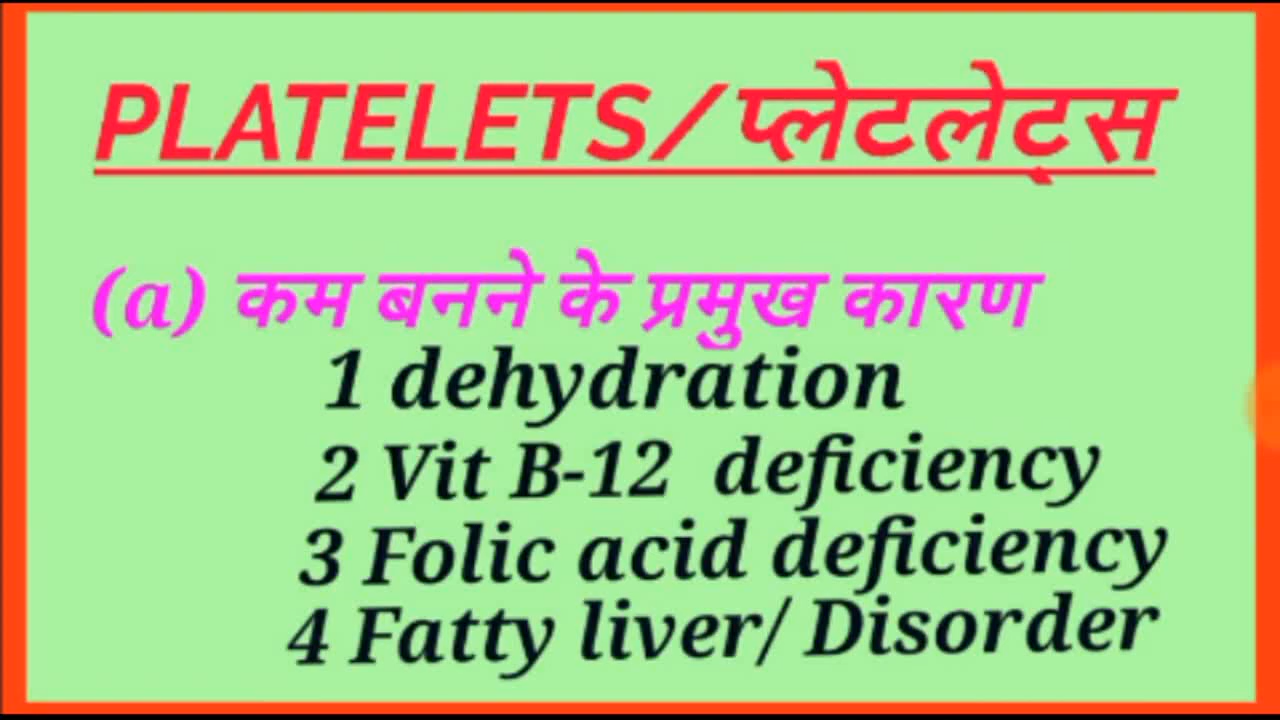 PLATELETS/प्लेटलेट्स
(a) कम बनने के प्रमुख कारण
1 dehydration
2 Vit B-12 deficiency
3 Folic acid deficiency
4 Fatty liver/ Disorder